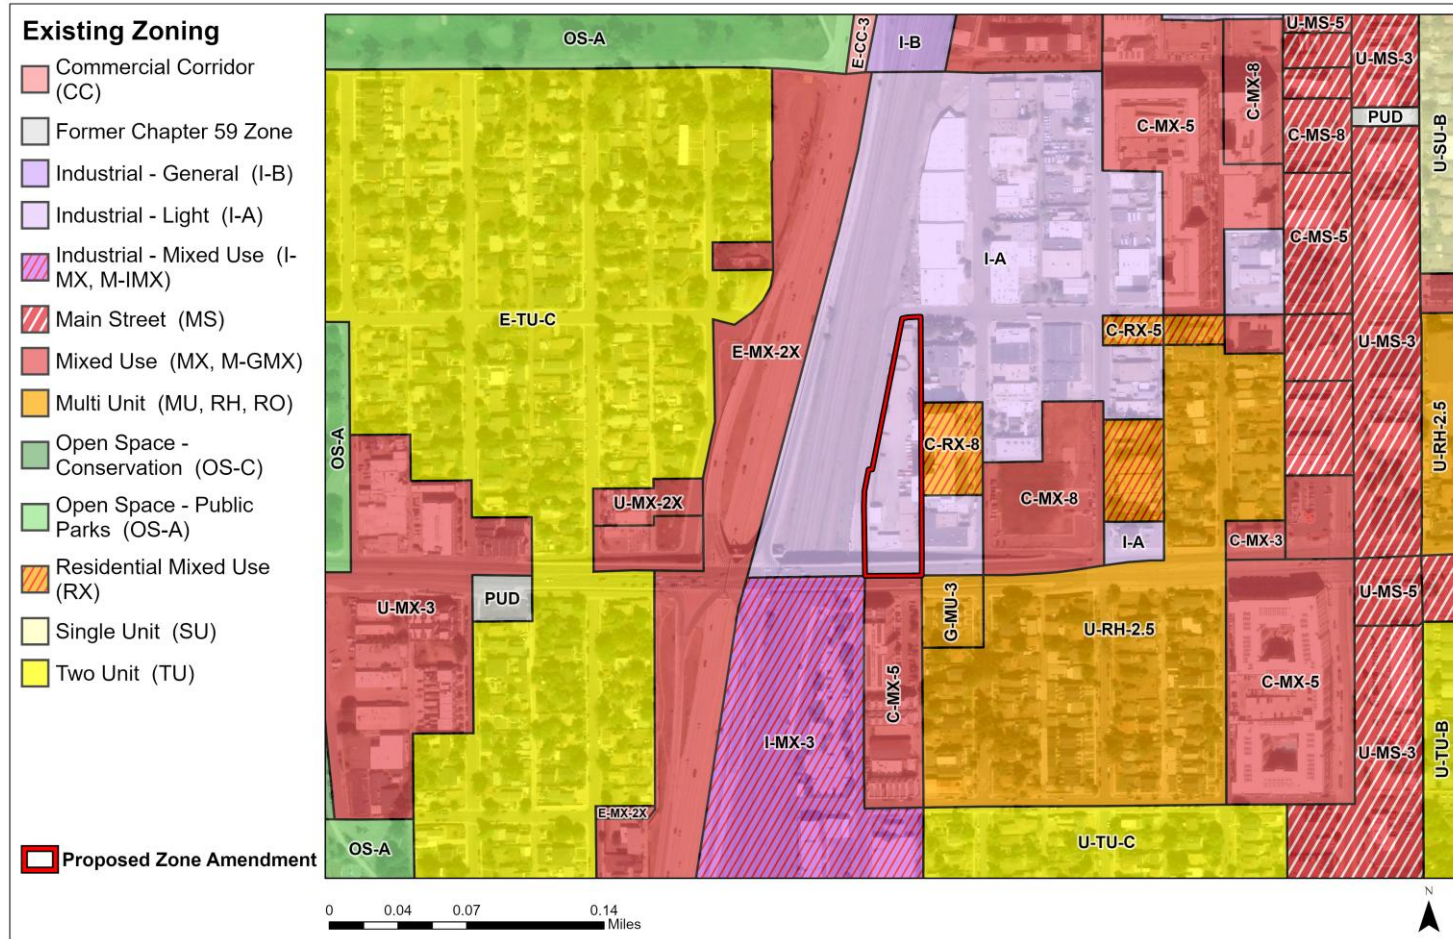 Existing Zoning
Commercial Corridor
(CC)
Former Chapter 59 Zone
Industrial - General (I-B)
Industrial - Light (I-A)
Industrial - Mixed Use (I-
MX, M-IMX)
Main Street (MS)
Mixed Use (MX, M-GMX)
Multi Unit (MU, RH, RO)
Open Space -
Conservation (OS-C)
Open Space - Public
Parks (OS-A)
Residential Mixed Use
(RX)
Single Unit (SU)
Two Unit (TU)
Proposed Zone Amendment
OS-A
E-CC-3
I-B
U-MS-5
U-MS-3
C-MX-8
C-MX-5
PUD
C-MS-8
U-SU-B
C-MS-5
I-A
E-TU-C
C-RX-5
E-MX-2X
U-MS-3
OS-A
C-RX-8
U-RH-2.5
U-MX-2X
C-MX-8
I-A
C-MX-3
PUD
U-MX-3
G-MU-3
U-RH-2.5
U-MS-5
C-MX-5
C-MX-5
I-MX-3
U-MS-3
U-TU-B
E-MX-2X
OS-A
U-TU-C
0
0.04
0.07
0.14
Miles
N